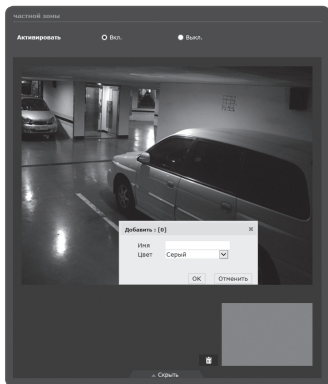 частной зоны
Активировать Вкл. Выкл.
Добавить : [0]
Имя
Цвет Серый
OK Отменить
Скрыть